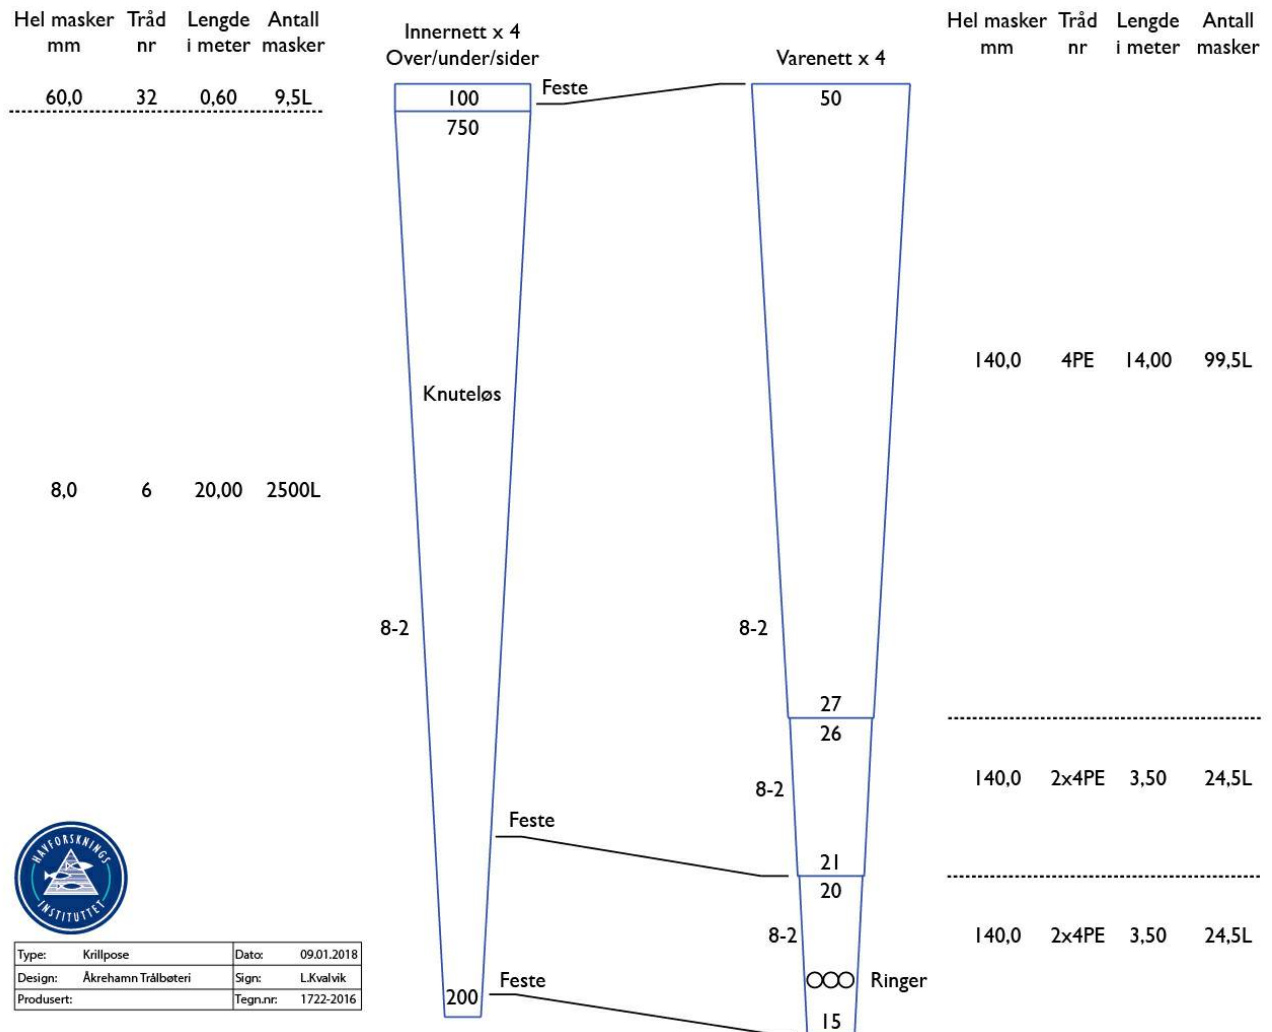 Hel masker Tråd Lengde Antall
mm nr i meter masker
60,0 32 0,60 9,5L
8,0 6 20,00 2500L
Innernett x 4
Over/under/sider
100
750
Feste
Knuteløs
8-2
Feste
200
Feste
Varenett x 4
50
8-2
27
26
8-2
21
20
8-2
Ringer
15
Hel masker Tråd Lengde Antall
mm nr i meter masker
140,0 4PE 14,00 99,5L
140,0 2x4PE 3,50 24,5L
140,0 2x4PE 3,50 24,5L
HAVFORSKNINGS
INSTITUTTET
Type: Krillpose Dato: 09.01.2018
Design: Åkrehamn Trålbøteri Sign: L.Kvalvik
Produsert: Tegn.nr: 1722-2016